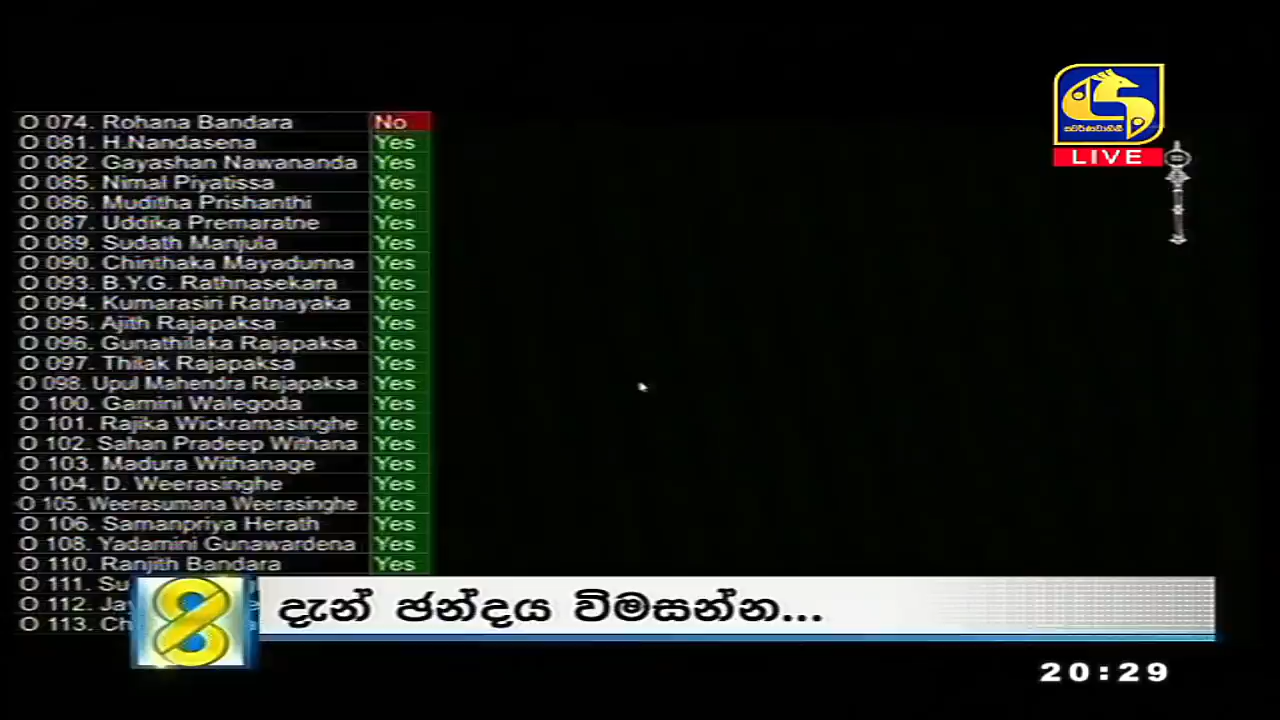 O 074. Rohana Bandara No
O 081. H.Nandasena Yes
O 082. Gayashan Nawananda Yes
O 085. Nimal Piyatissa Yes
O 086. Muditha Prishanthi Yes
O 087. Uddika Premaratne Yes
O 089. Sudath Manjula Yes
O 090. Chinthaka Mayadunna Yes
O 093. B.Y.G. Rathnasekara Yes
O 094. Kumarasiri Ratnayaka Yes
O 095. Ajith Rajapaksa Yes
O 096. Gunathilaka Rajapaksa Yes
O 097. Thilak Rajapaksa Yes
O 098. Upul Mahendra Rajapaksa Yes
O 100. Gamini Walegoda Yes
O 101. Rajika Wickramasinghe Yes
O 102. Sahan Pradeep Withana Yes
O 103. Madura Withanage Yes
O 104. D. Weerasinghe Yes
O 105. Weerasumana Weerasinghe Yes
O 106. Samanpriya Herath Yes
O 108. Yadamini Gunawardena Yes
O 110. Ranjith Bandara Yes
O 111.
O 112.
O 113.
ස්වර්ණවාහිනී
LIVE
8
දැන් ඡන්දය විමසන්න...
20:29